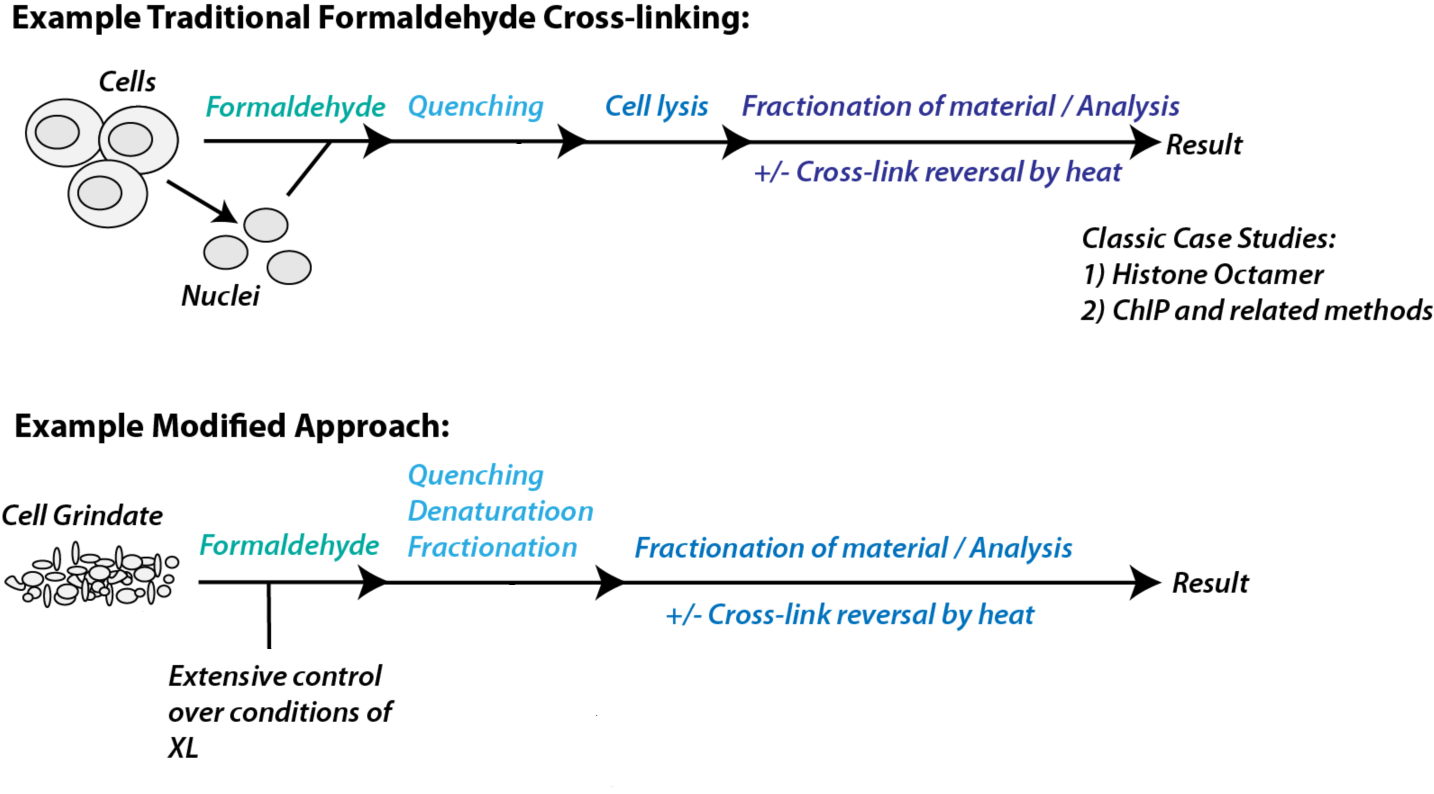 Example Traditional Formaldehyde Cross-linking:
Cells
Formaldehyde
Quenching
Cell lysis
Fractionation of material / Analysis
Result
+/- Cross-link reversal by heat
Nuclei
Classic Case Studies:
1) Histone Octamer
2) ChIP and related methods
Example Modified Approach:
Cell Grindate
Formaldehyde
Quenching
Denaturatioon
Fractionation
Fractionation of material / Analysis
Result
+/- Cross-link reversal by heat
Extensive control
over conditions of
XL